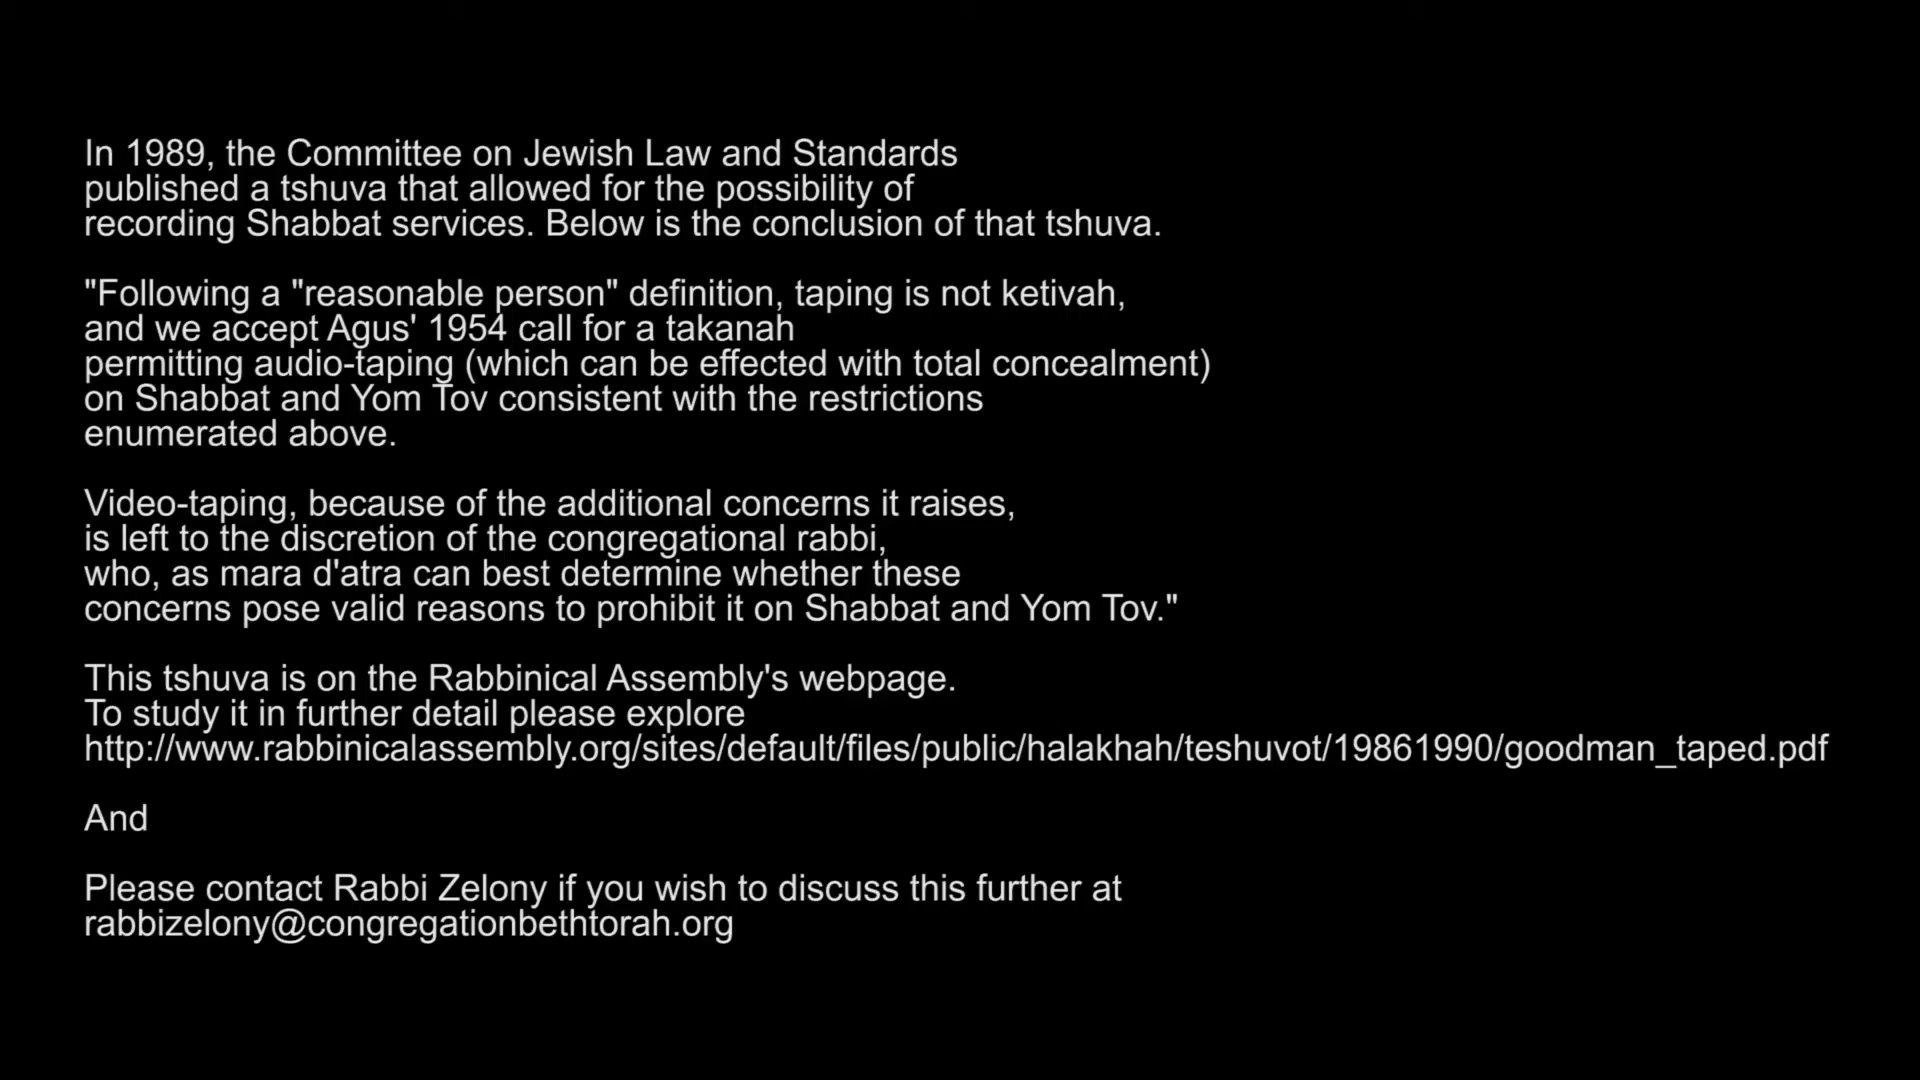 In 1989, the Committee on Jewish Law and Standards
published a tshuva that allowed for the possibility of
recording Shabbat services. Below is the conclusion of that tshuva.
"Following a "reasonable person" definition, taping is not ketivah,
and we accept Agus' 1954 call for a takanah
permitting audio-taping (which can be effected with total concealment)
on Shabbat and Yom Tov consistent with the restrictions
enumerated above.
Video-taping, because of the additional concerns it raises,
is left to the discretion of the congregational rabbi,
who, as mara d'atra can best determine whether these
concerns pose valid reasons to prohibit it on Shabbat and Yom Tov."
This tshuva is on the Rabbinical Assembly's webpage.
To study it in further detail please explore
http://www.rabbinicalassembly.org/sites/default/files/public/halakhah/teshuvot/19861990/goodman_taped.pdf
And
Please contact Rabbi Zelony if you wish to discuss this further at
rabbizelony@congregationbethtorah.org